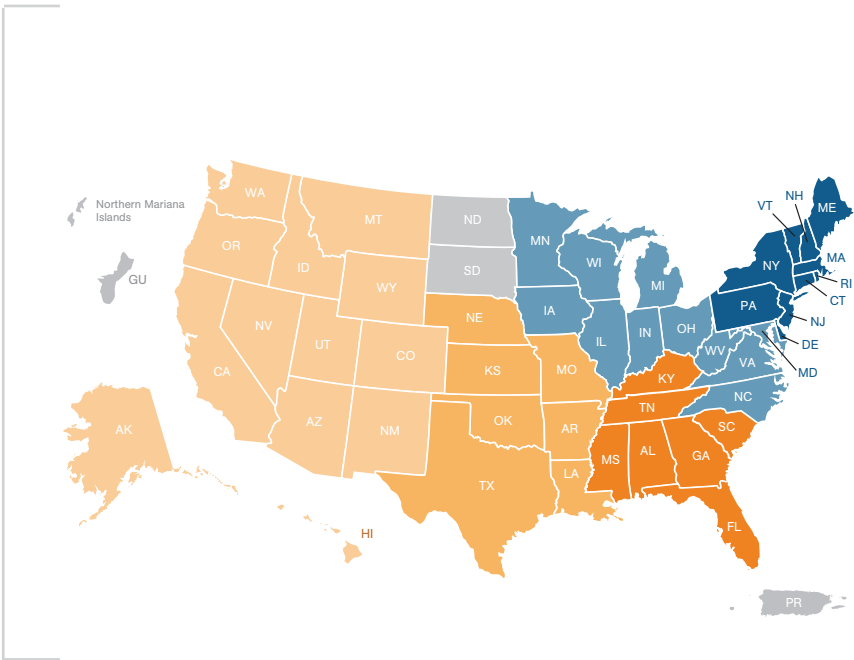 WA
MT
ND
MN
ME
NH
VT
Northern Mariana
Islands
OR
ID
SD
WI
MI
NY
MA
GU
WY
RI
CT
NE
IA
PA
NJ
NV
UT
CO
IL
IN
OH
DE
CA
KS
MO
WV
VA
MD
KY
NC
AK
AZ
NM
OK
AR
TN
SC
TX
LA
MS
AL
GA
HI
FL
PR